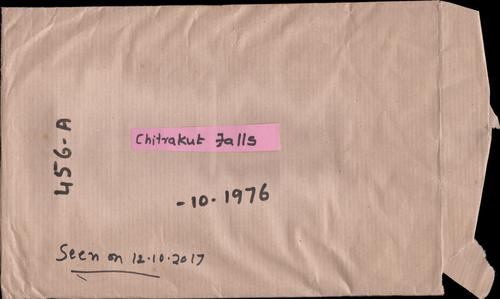 456-A
Chitrakut Falls
-10-1976
Seen on 12.10.2017